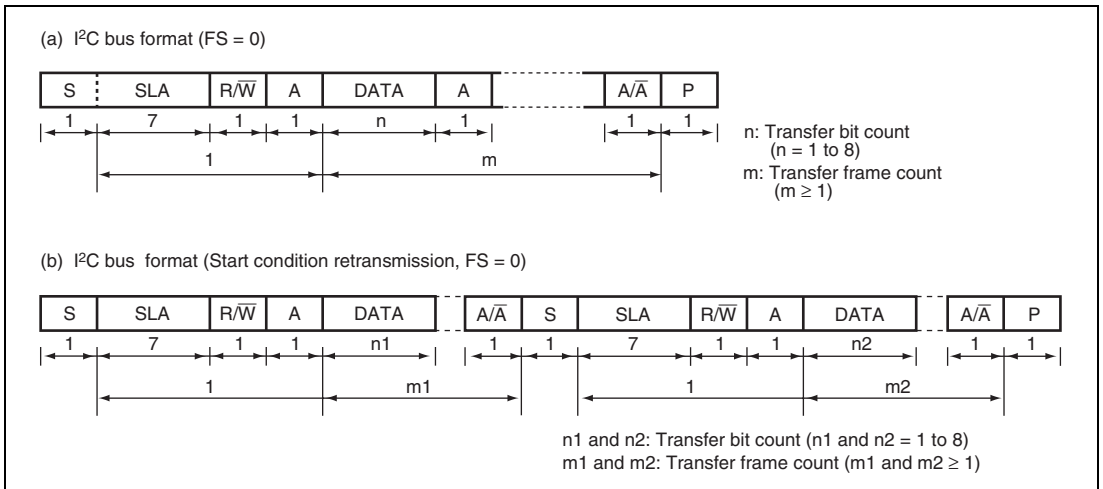 (a) I²C bus format (FS = 0)
S SLA R/W̅ A DATA A A/A̅ P
1 7 1 1 n 1 1 1
1 m
n: Transfer bit count
(n = 1 to 8)
m: Transfer frame count
(m ≥ 1)
(b) I²C bus format (Start condition retransmission, FS = 0)
S SLA R/W̅ A DATA A/A̅ S SLA R/W̅ A DATA A/A̅ P
1 7 1 1 n1 1 1 7 1 1 n2 1 1
1 m1 1 m2
n1 and n2: Transfer bit count (n1 and n2 = 1 to 8)
m1 and m2: Transfer frame count (m1 and m2 ≥ 1)